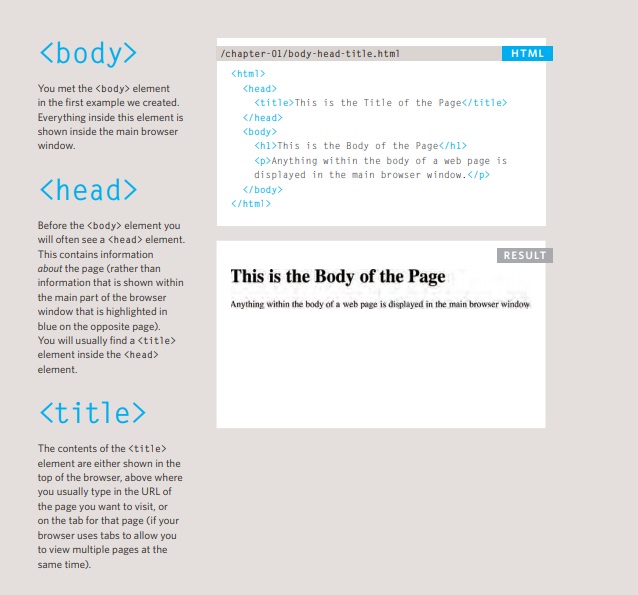 <body>
You met the <body> element
in the first example we created.
Everything inside this element is
shown inside the main browser
window.
<head>
Before the <body> element you
will often see a <head> element.
This contains information
about the page (rather than
information that is shown within
the main part of the browser
window that is highlighted in
blue on the opposite page).
You will usually find a <title>
element inside the <head>
element.
<title>
The contents of the <title>
element are either shown in the
top of the browser, above where
you usually type in the URL of
the page you want to visit, or
on the tab for that page (if your
browser uses tabs to allow you
to view multiple pages at the
same time).
/chapter-01/body-head-title.html
HTML
<html>
<head>
<title>This is the Title of the Page</title>
</head>
<body>
<h1>This is the Body of the Page</h1>
<p>Anything within the body of a web page is
displayed in the main browser window.</p>
</body>
</html>
RESULT
This is the Body of the Page
Anything within the body of a web page is displayed in the main browser window.